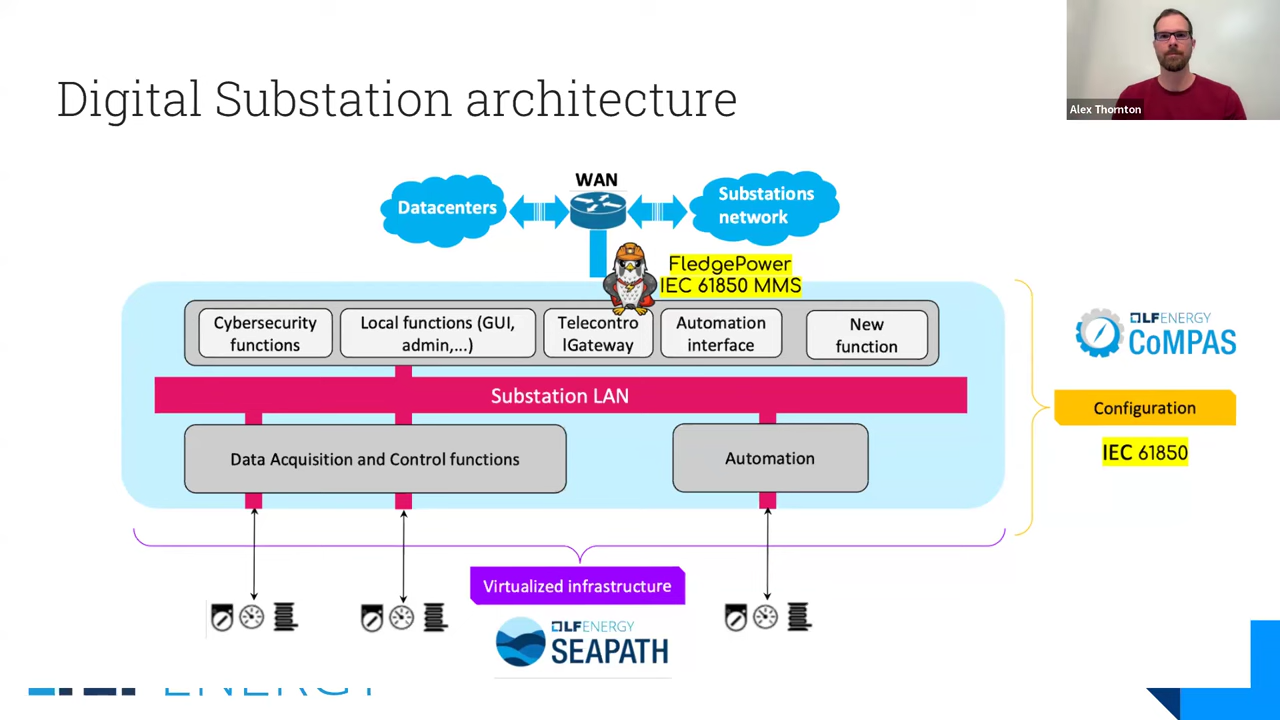 Digital Substation architecture
Alex Thornton
WAN
Datacenters
Substations
network
FledgePower
IEC 61850 MMS
Cybersecurity
functions
Local functions (GUI,
admin,...)
Telecontro
lGateway
Automation
interface
New
function
Substation LAN
Data Acquisition and Control functions
Automation
LFENERGY
CoMPAS
Configuration
IEC 61850
Virtualized infrastructure
LFENERGY
SEAPATH
ENERGY